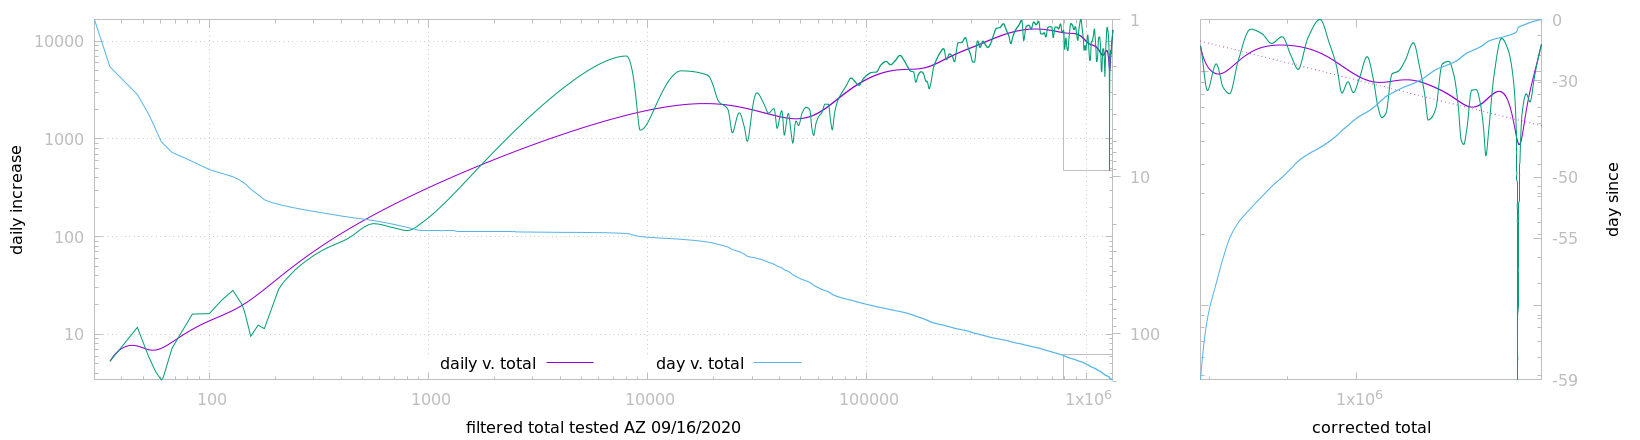 daily increase
10000
1000
100
10
100
1000
10000
100000
1x10^6
1
10
100
daily v. total
day v. total
filtered total tested AZ 09/16/2020
0
-30
-50
-55
-59
1x10^6
day since
corrected total